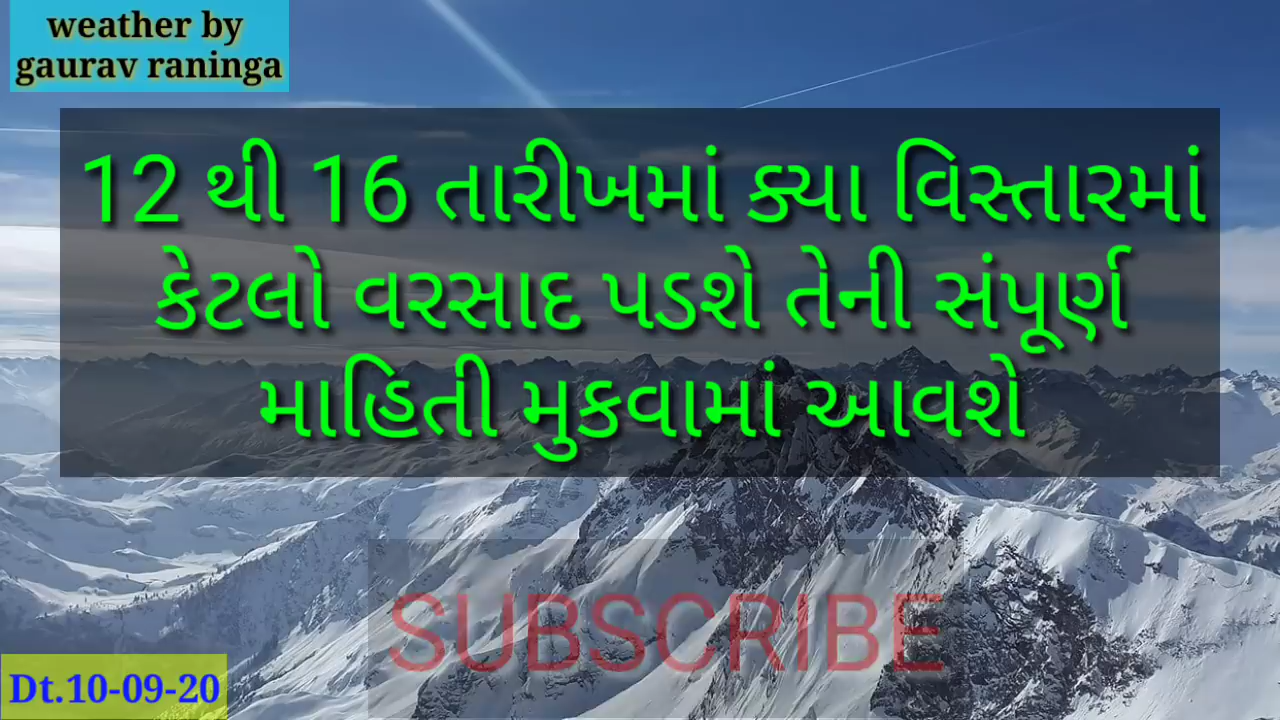 weather by
gaurav raninga
12 થી 16 તારીખમાં ક્યા વિસ્તારમાં
કેટલો વરસાદ પડશે તેની સંપૂર્ણ
માહિતી મુકવામાં આવશે
SUBSCRIBE
Dt.10-09-20